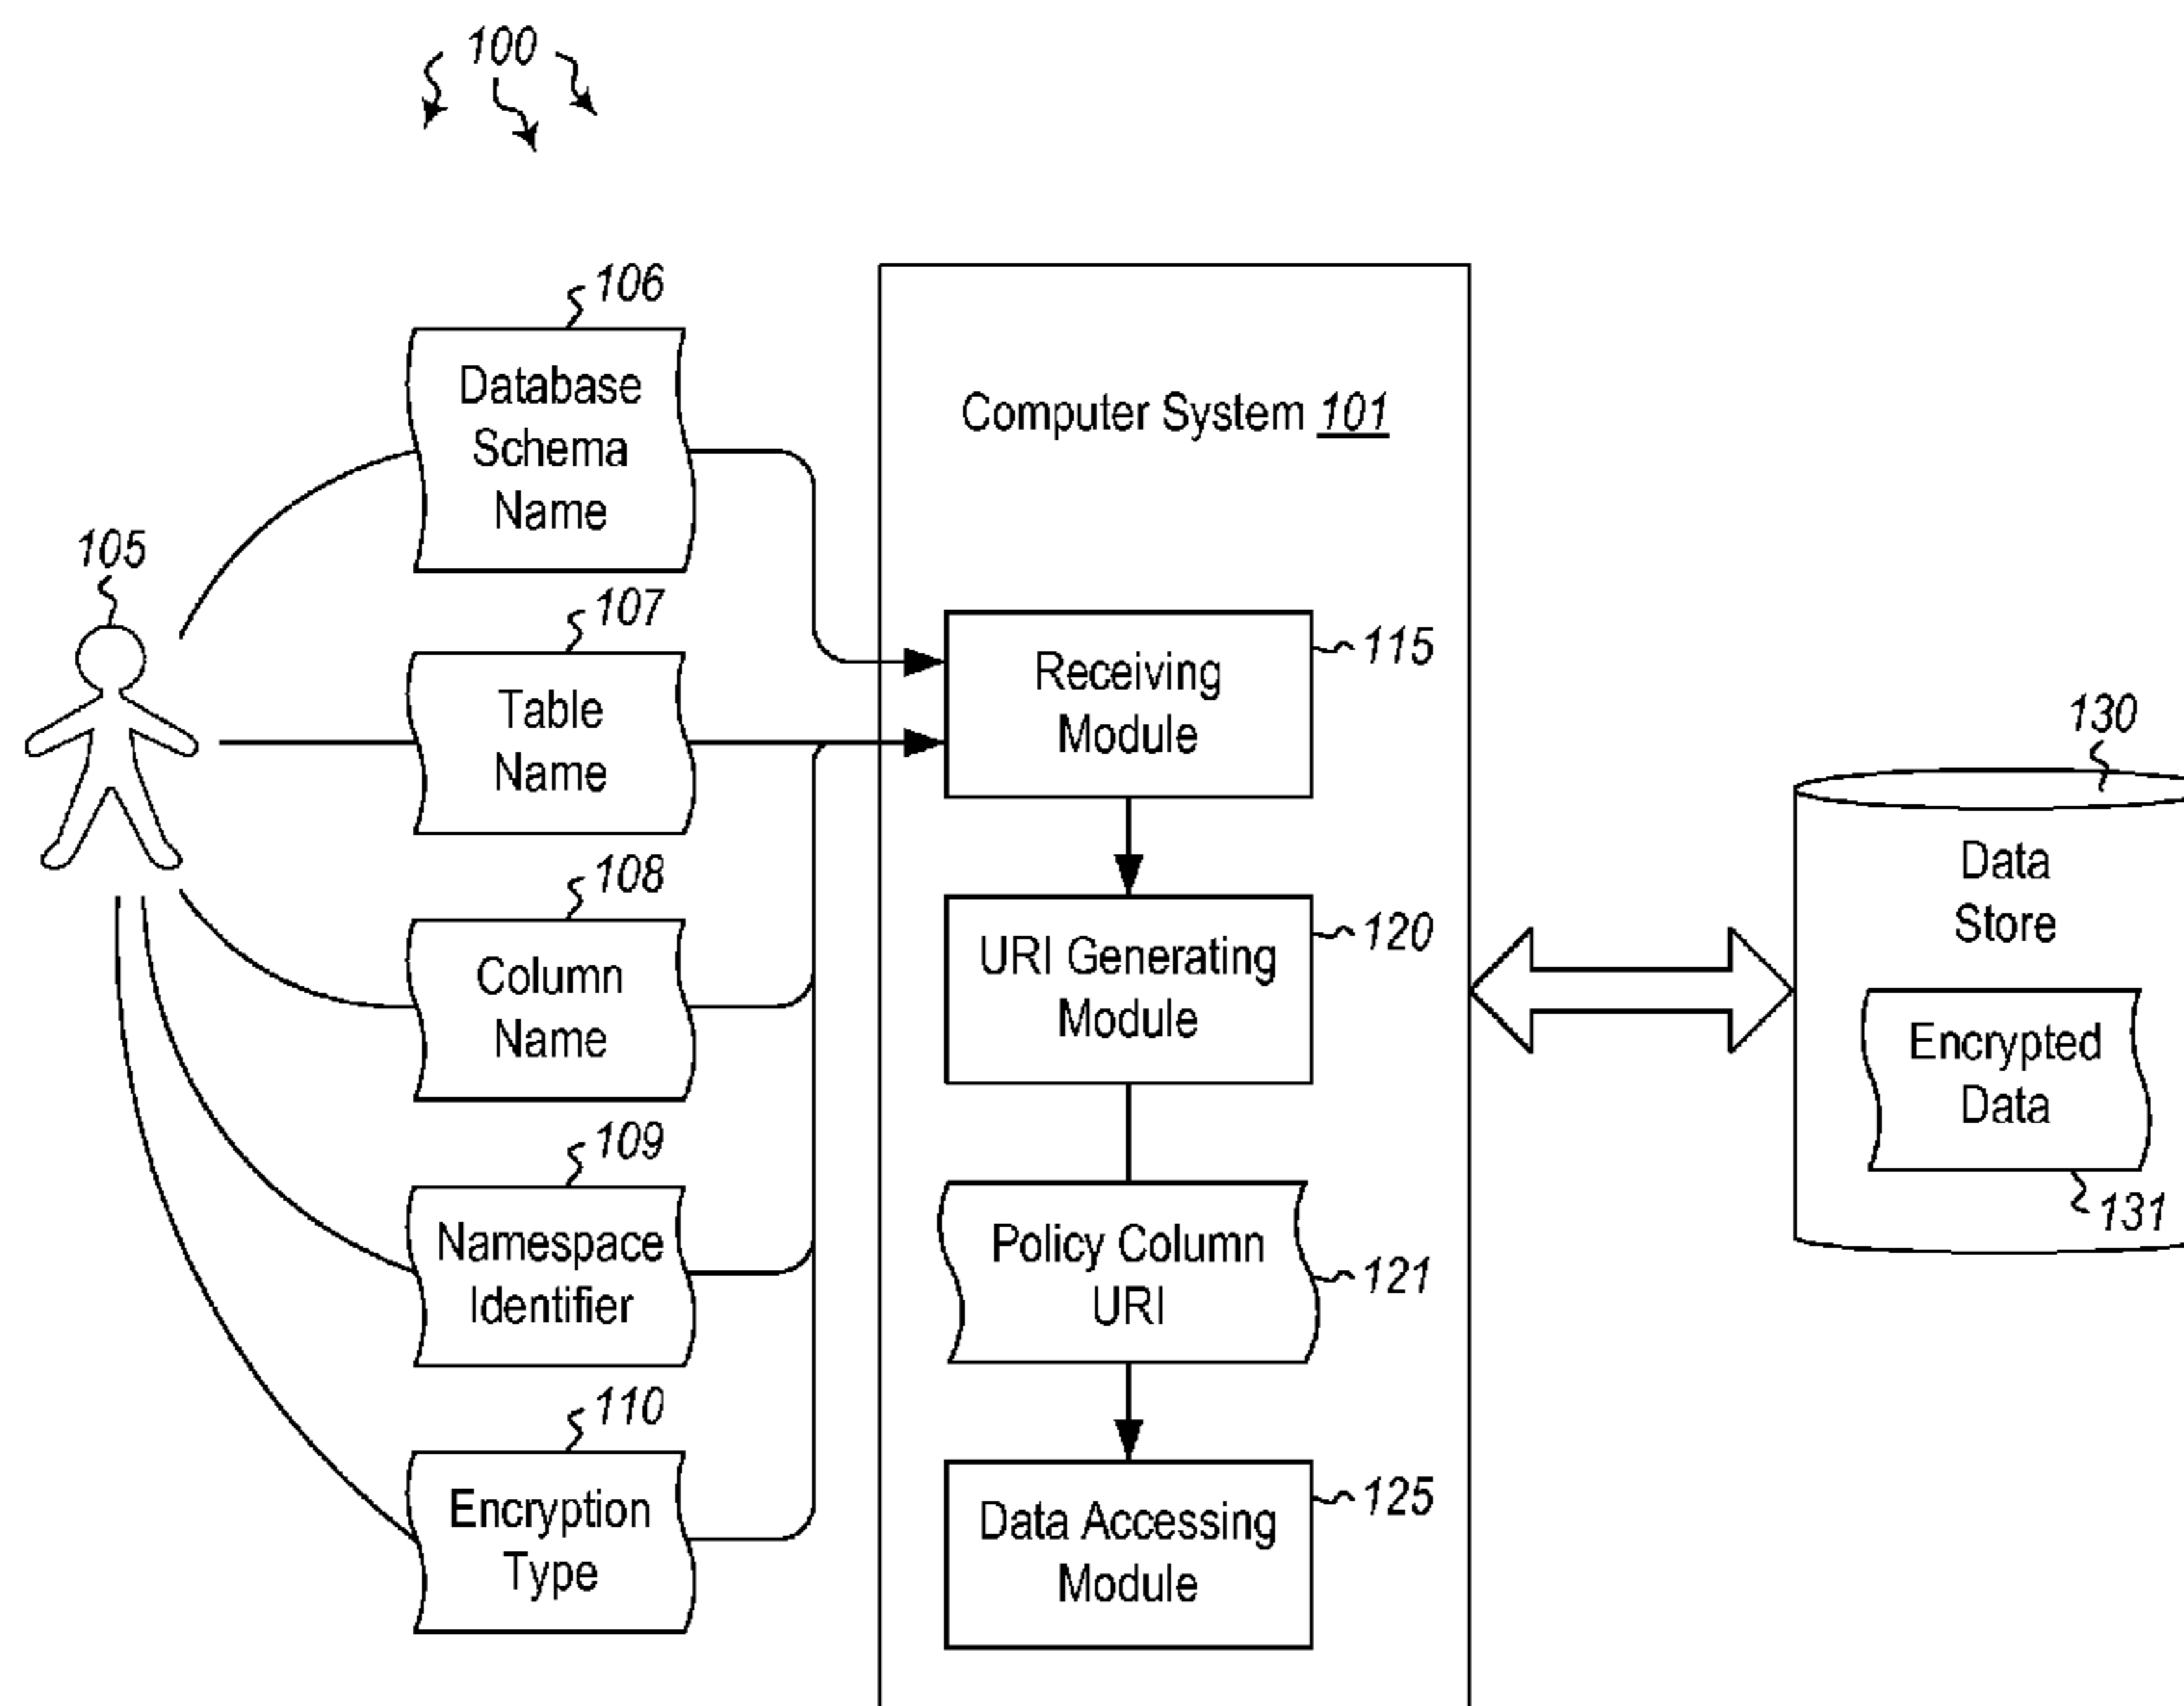 100
106
Database
Schema
Name
Computer System 101
105
107
Table
Name
115
Receiving
Module
130
Data
Store
108
Column
Name
120
URI Generating
Module
Encrypted
Data
131
109
Namespace
Identifier
Policy Column
URI
121
110
Encryption
Type
125
Data Accessing
Module